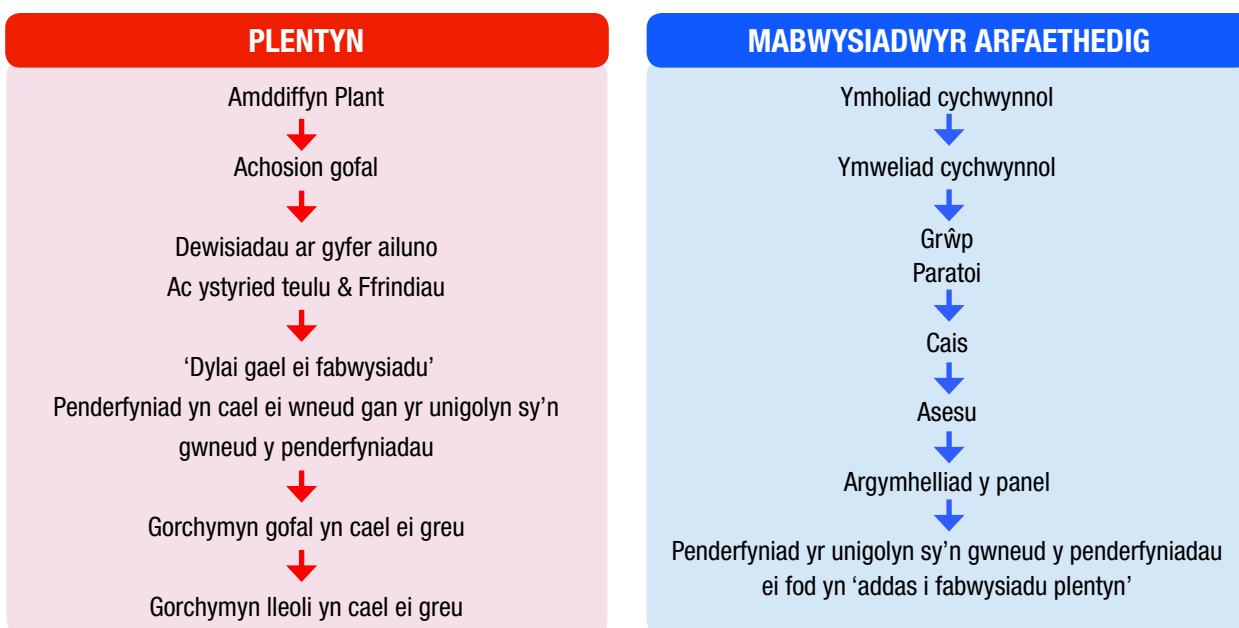 PLENTYN
Amddiffyn Plant
Achosion gofal
Dewisiadau ar gyfer ailuno
Ac ystyried teulu & Ffrindiau
‘Dylai gael ei fabwysiadu’
Penderfyniad yn cael ei wneud gan yr unigolyn sy’n
gwneud y penderfyniadau
Gorchymyn gofal yn cael ei greu
Gorchymyn lleoli yn cael ei greu
MABWYSIADWYR ARFAETHEDIG
Ymholiad cychwynnol
Ymweliad cychwynnol
Grŵp
Paratoi
Cais
Asesu
Argymhelliad y panel
Penderfyniad yr unigolyn sy’n gwneud y penderfyniadau
ei fod yn ‘addas i fabwysiadu plentyn’